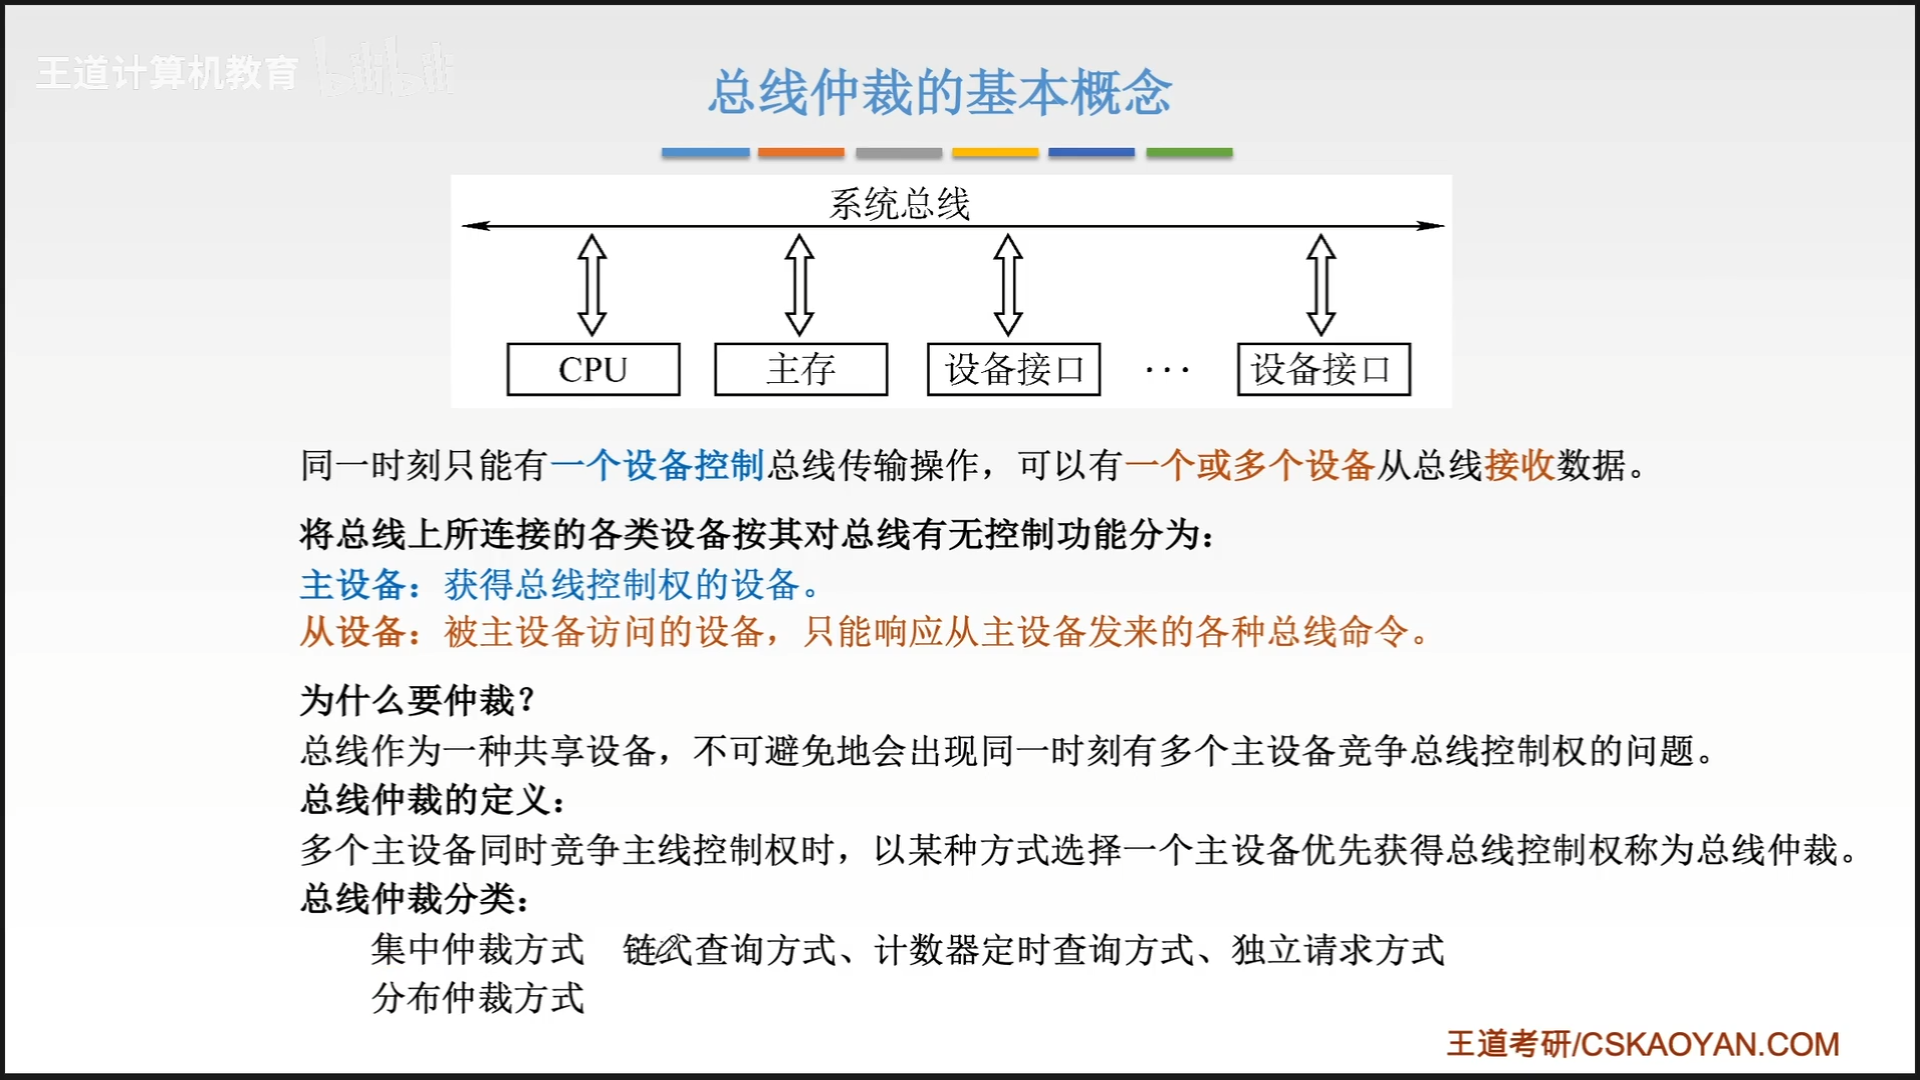 王道计算机教育 bilibili
总线仲裁的基本概念
系统总线
CPU 主存 设备接口 ··· 设备接口
同一时刻只能有一个设备控制总线传输操作，可以有一个或多个设备从总线接收数据。
将总线上所连接的各类设备按其对总线有无控制功能分为：
主设备：获得总线控制权的设备。
从设备：被主设备访问的设备，只能响应从主设备发来的各种总线命令。
为什么要仲裁？
总线作为一种共享设备，不可避免地会出现同一时刻有多个主设备竞争总线控制权的问题。
总线仲裁的定义：
多个主设备同时竞争主线控制权时，以某种方式选择一个主设备优先获得总线控制权称为总线仲裁。
总线仲裁分类：
集中仲裁方式 链式查询方式、计数器定时查询方式、独立请求方式
分布仲裁方式
王道考研/CSKAOYAN.COM